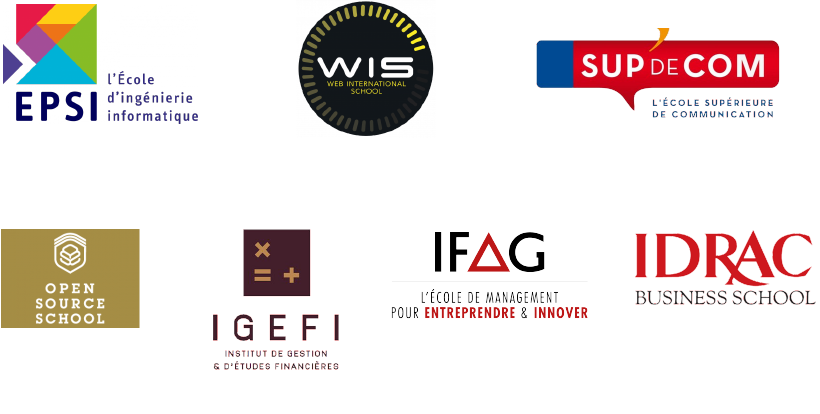 EPSI
l'École
d'ingénierie
informatique
WIS
WEB INTERNATIONAL
SCHOOL
SUP'DE COM
L'ÉCOLE SUPÉRIEURE
DE COMMUNICATION
OPEN
SOURCE
SCHOOL
IGEFI
INSTITUT DE GESTION
& D'ÉTUDES FINANCIÈRES
IFAG
L'ÉCOLE DE MANAGEMENT
POUR ENTREPRENDRE & INNOVER
IDRAC
BUSINESS SCHOOL